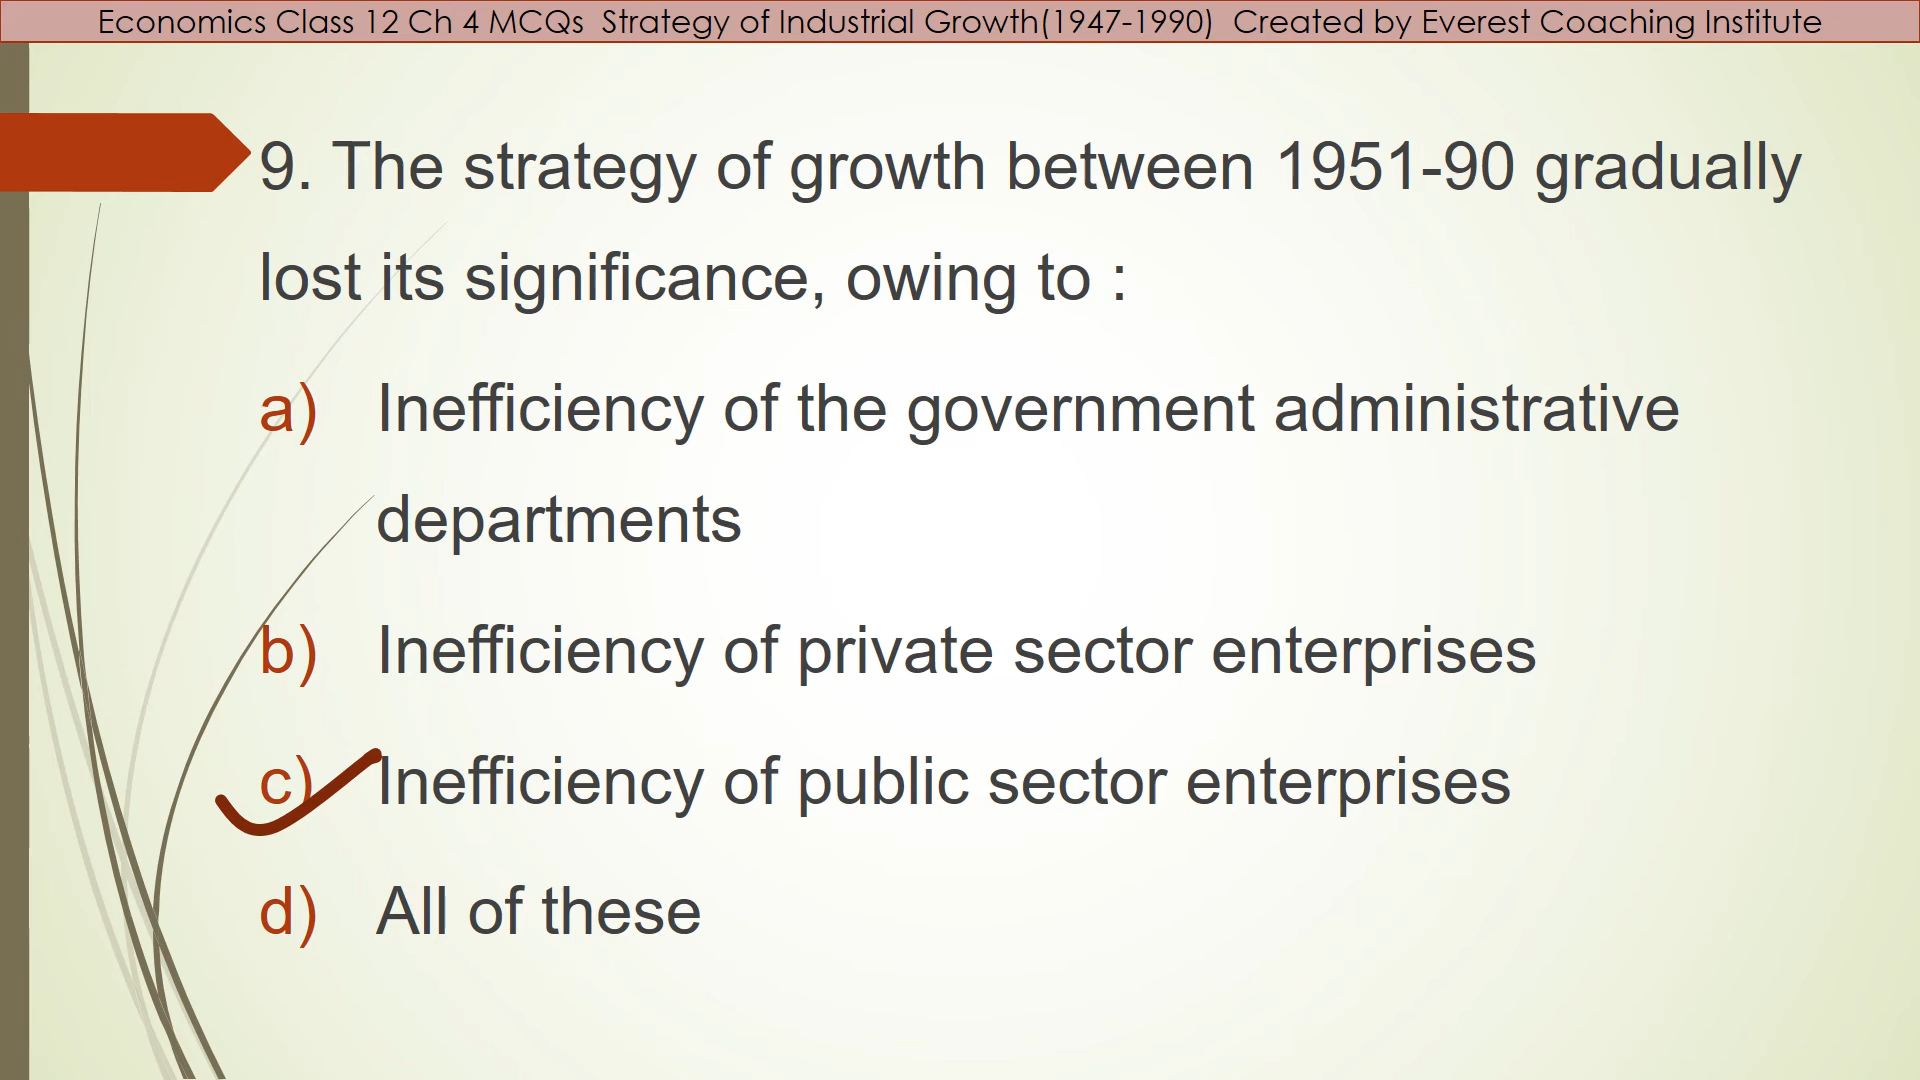 Economics Class 12 Ch 4 MCQs  Strategy of Industrial Growth(1947-1990)  Created by Everest Coaching Institute
9. The strategy of growth between 1951-90 gradually
lost its significance, owing to :
a) Inefficiency of the government administrative
departments
b) Inefficiency of private sector enterprises
c) Inefficiency of public sector enterprises
d) All of these